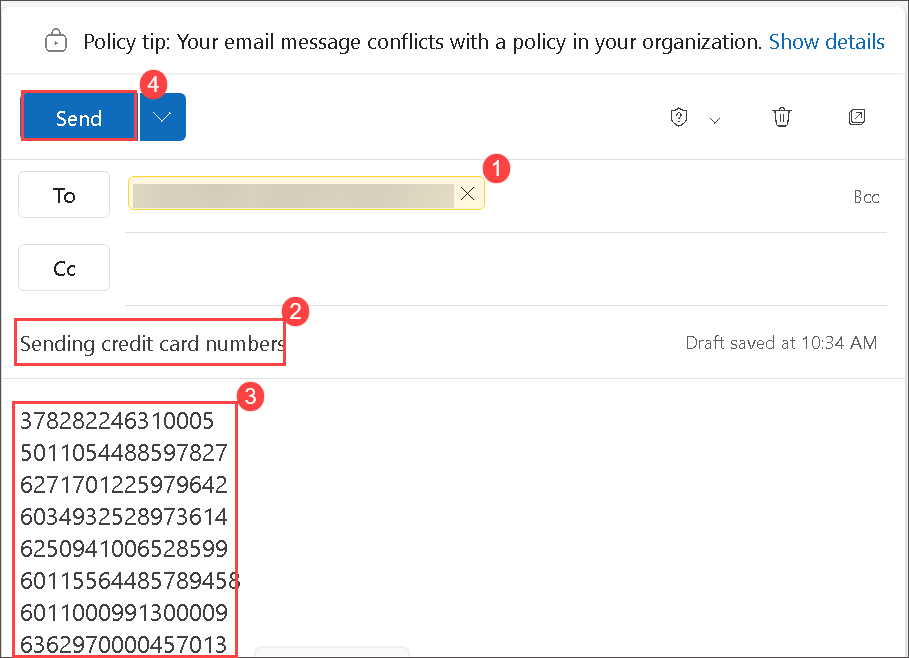 Policy tip: Your email message conflicts with a policy in your organization. Show details
4
Send
1
To
Bcc
Cc
2
Sending credit card numbers
Draft saved at 10:34 AM
3
378282246310005
5011054488597827
6271701225979642
6034932528973614
6250941006528599
60115564485789458
6011000991300009
6362970000457013